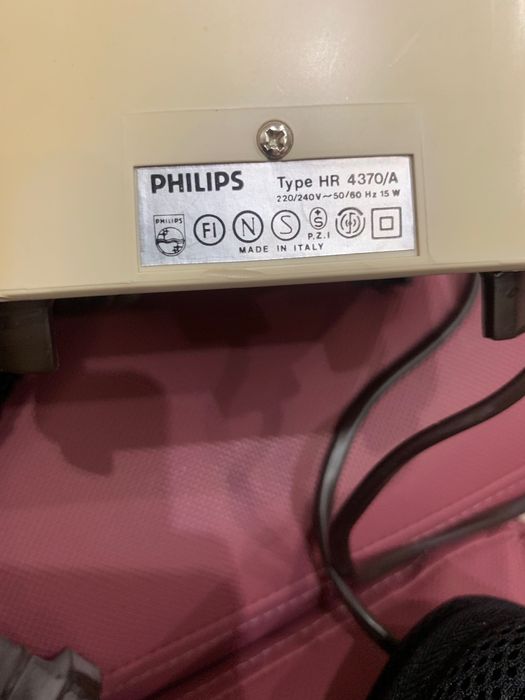 PHILIPS Type HR 4370/A
220/240V~50/60 Hz 15 W
PHILIPS FI N S S
P.Z.I
MADE IN ITALY